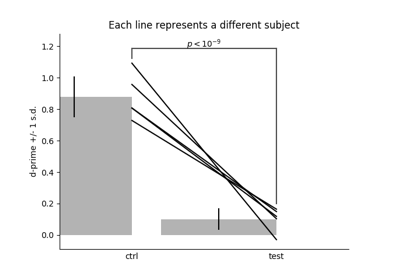 Each line represents a different subject
p < 10⁻⁹
1.2
1.0
0.8
0.6
0.4
0.2
0.0
d-prime +/- 1 s.d.
ctrl
test